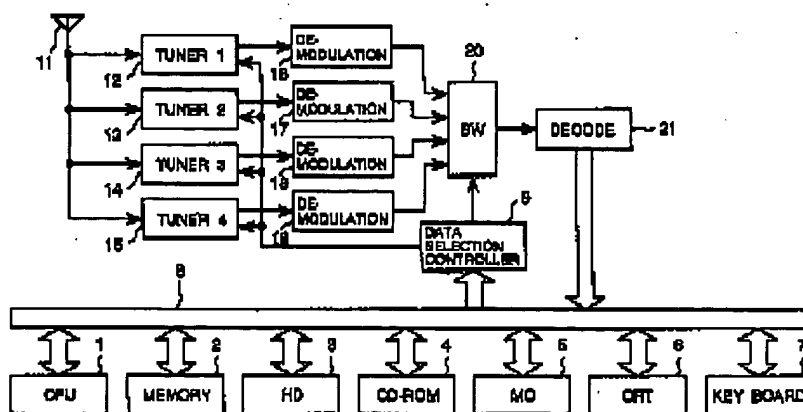 11
TUNER 1
12
DE-
MODULATION
16
20
TUNER 2
13
DE-
MODULATION
17
SW
DECODE
21
TUNER 3
14
DE-
MODULATION
TUNER 4
15
DE-
MODULATION
9
DATA
SELECTION
CONTROLLER
8
1
2
3
4
5
6
7
CPU
MEMORY
HD
CD-ROM
MO
CRT
KEY BOARD